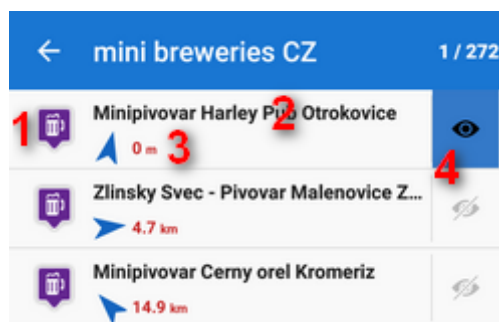 mini breweries CZ 1 / 272
1 Minipivovar Harley Pub Otrokovice 2
0 m 3
4
Zlinsky Svec - Pivovar Malenovice Z...
4.7 km
Minipivovar Cerny orel Kromeriz
14.9 km